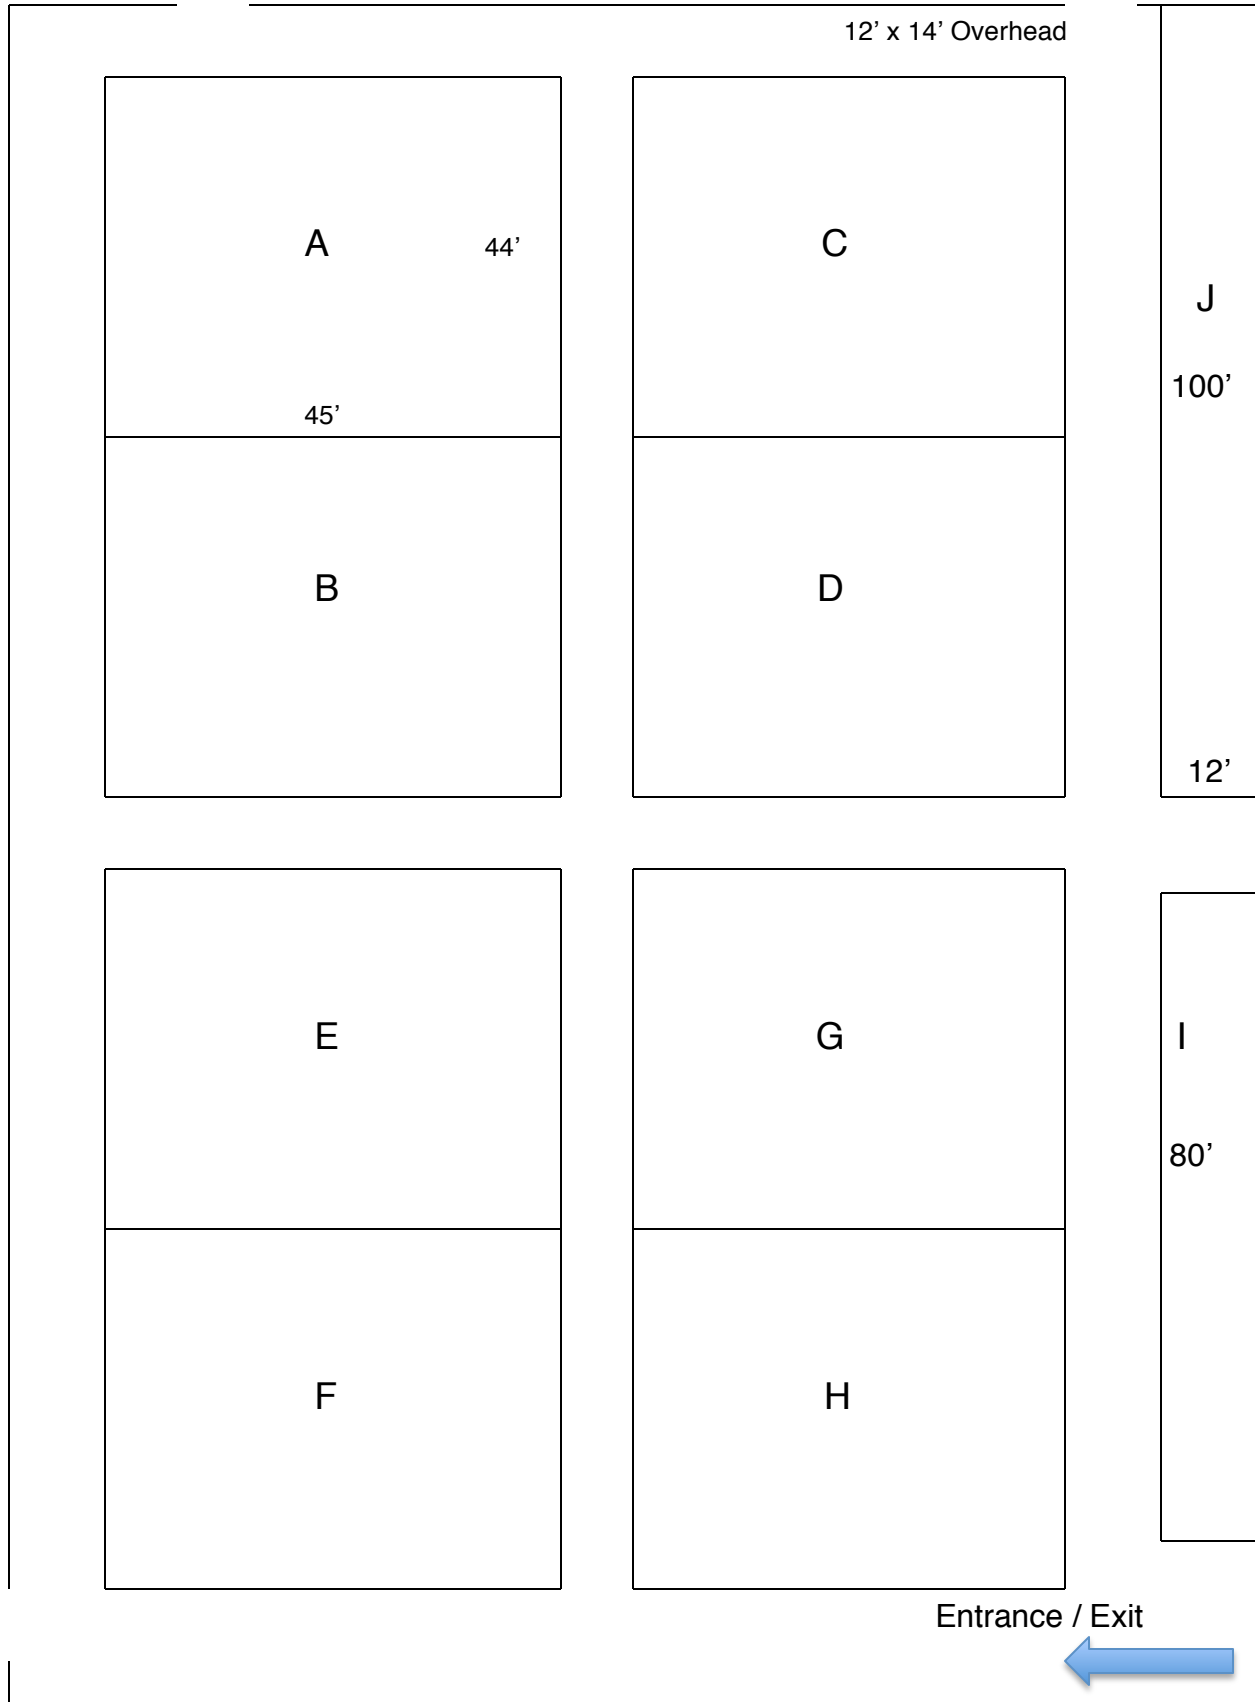 12’ x 14’ Overhead
A
44’
C
J
100’
45’
B
D
12’
E
G
I
80’
F
H
Entrance / Exit